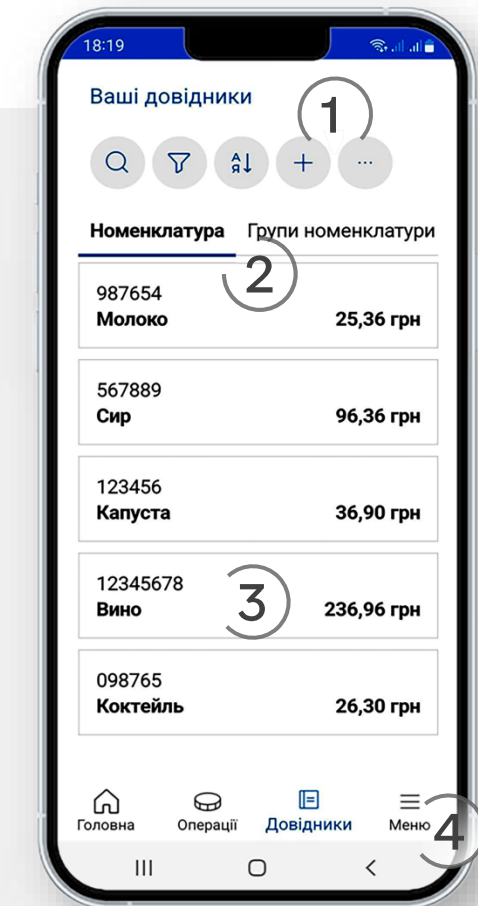 18:19
Ваші довідники
1
А
Я
Номенклатура Групи номенклатури
2
987654
Молоко 25,36 грн
567889
Сир 96,36 грн
123456
Капуста 36,90 грн
12345678
Вино 236,96 грн
3
098765
Коктейль 26,30 грн
Головна Операції Довідники Меню
4